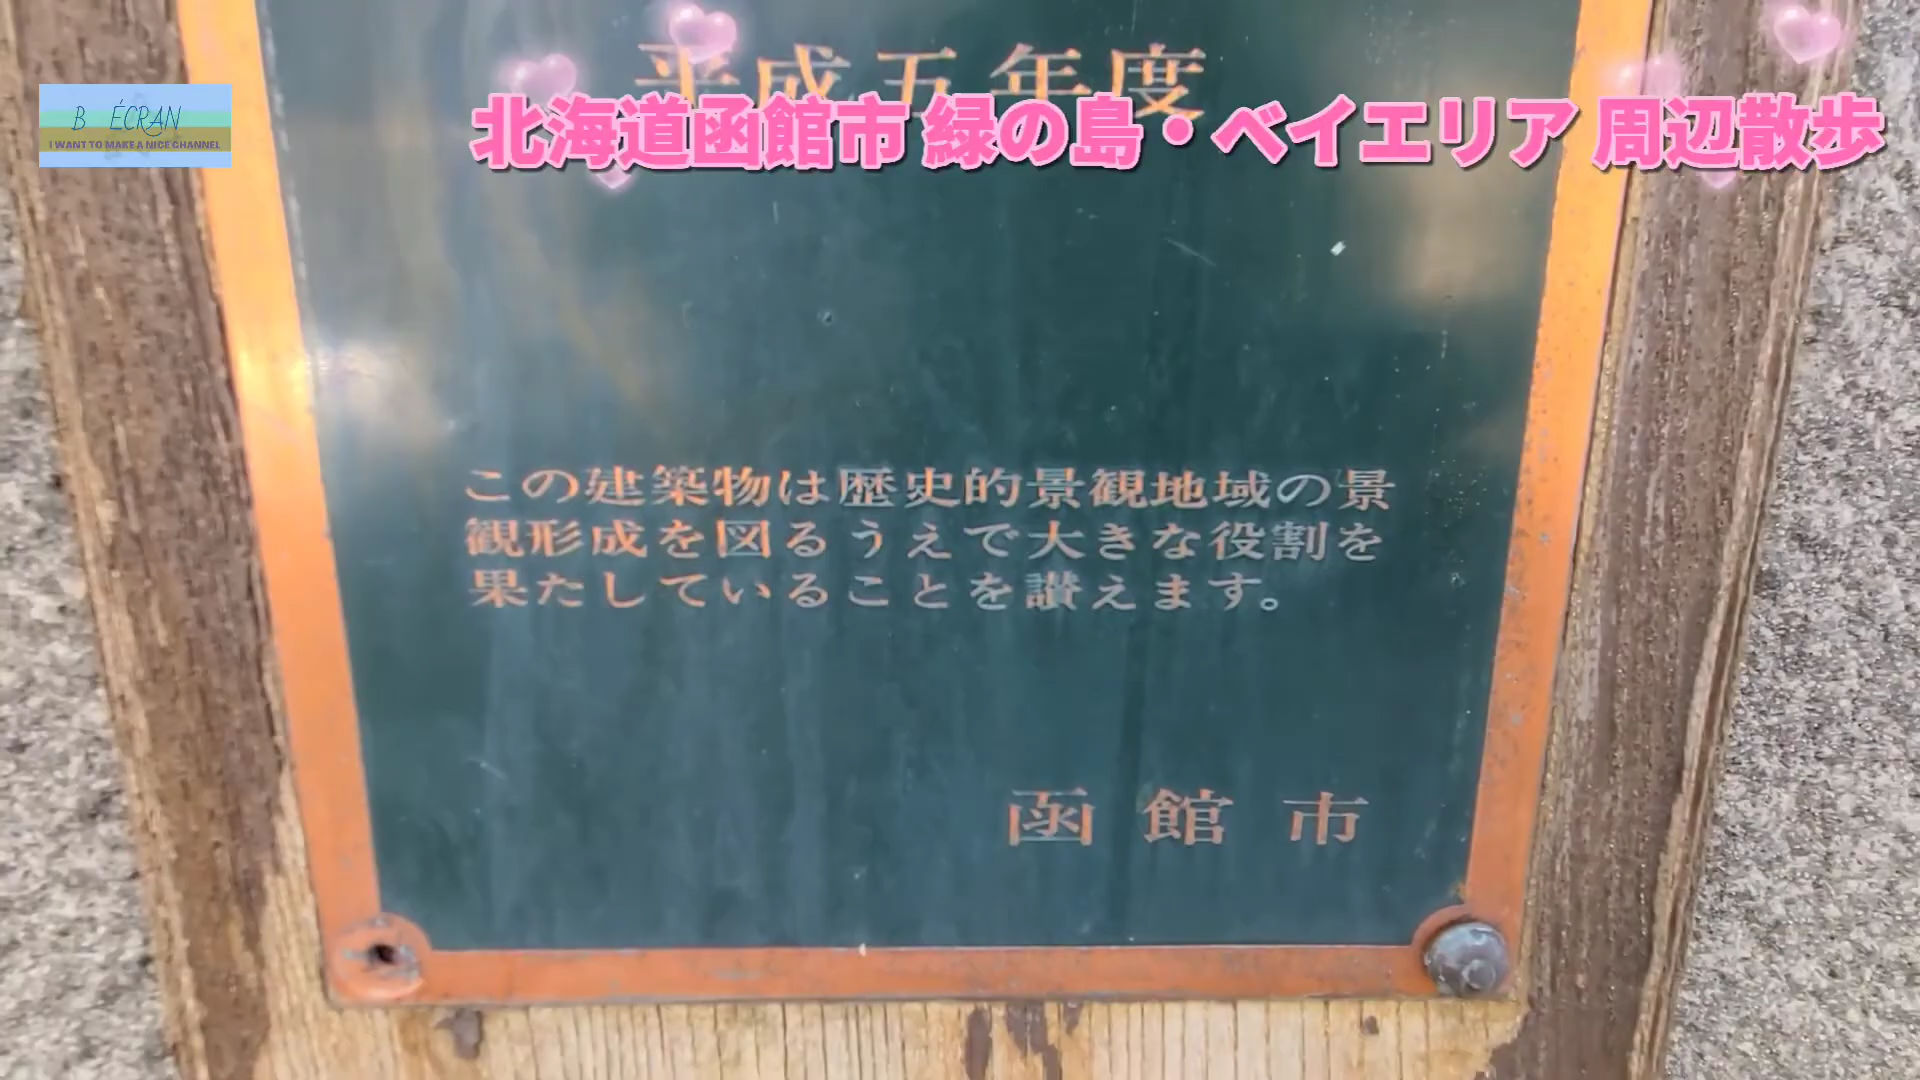 平成五年度
B ÉCRAN
I WANT TO MAKE A NICE CHANNEL
北海道函館市 緑の島・ベイエリア 周辺散歩
この建築物は歴史的景観地域の景
観形成を図るうえで大きな役割を
果たしていることを讃えます。
函館市